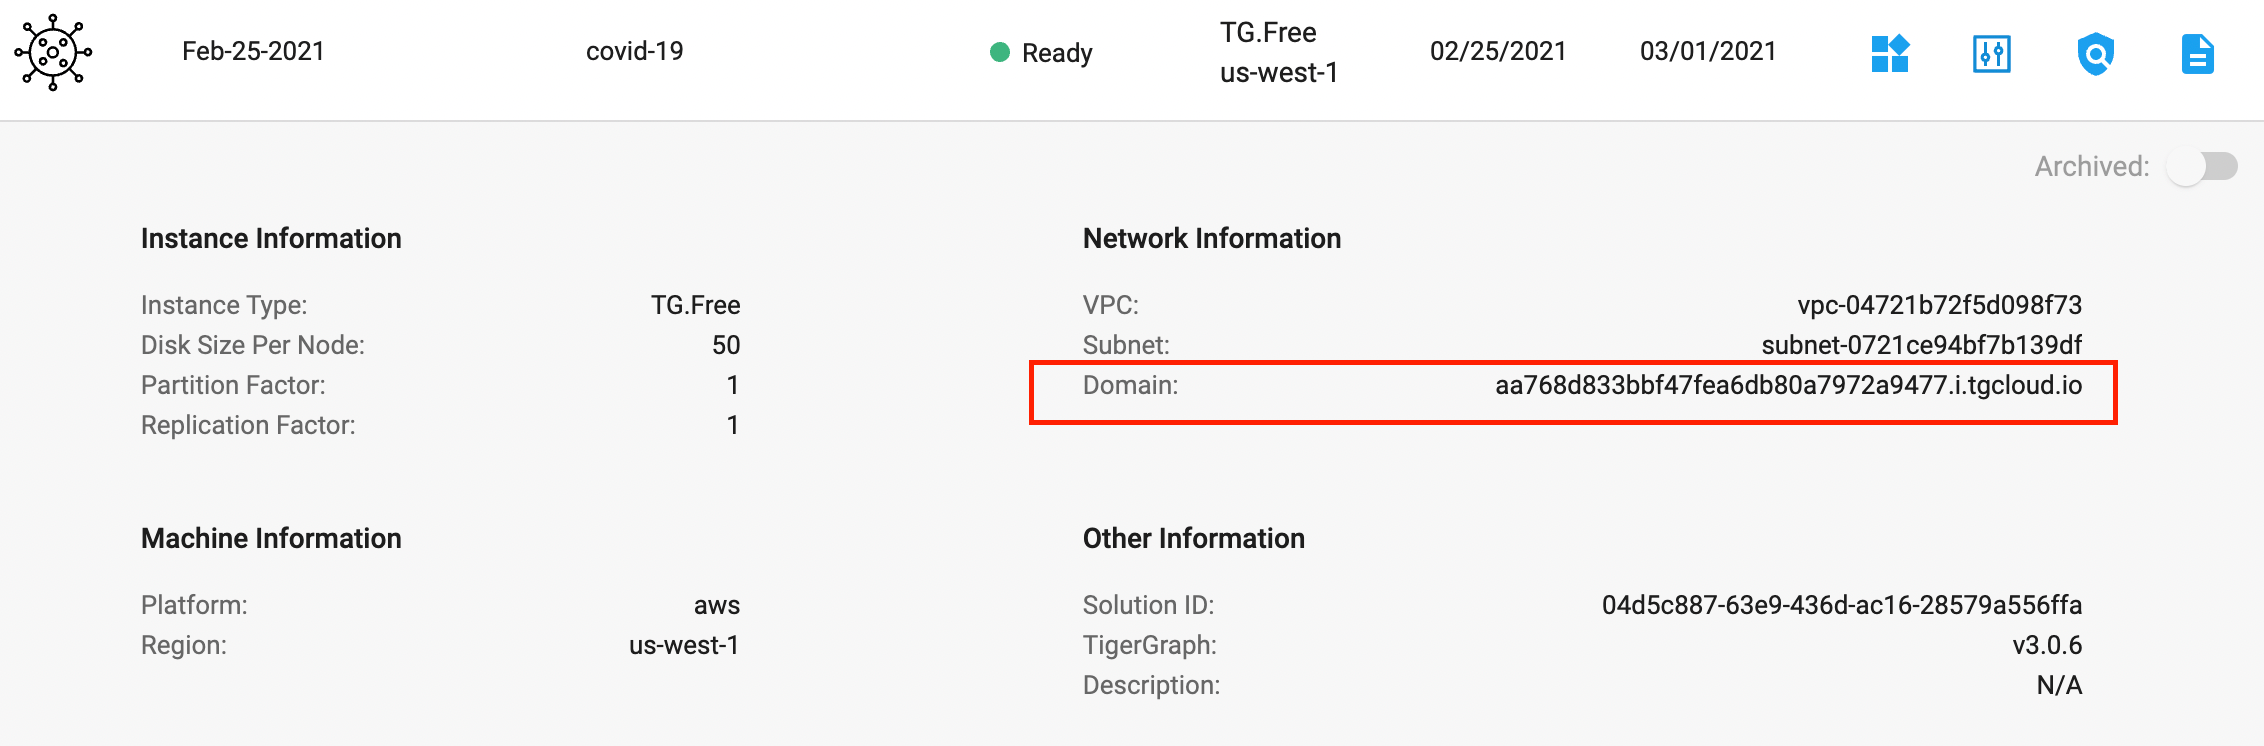 Feb-25-2021 covid-19 Ready TG.Free 02/25/2021 03/01/2021
us-west-1
Archived:
Instance Information
Instance Type: TG.Free
Disk Size Per Node: 50
Partition Factor: 1
Replication Factor: 1
Network Information
VPC: vpc-04721b72f5d098f73
Subnet: subnet-0721ce94bf7b139df
Domain: aa768d833bbf47fea6db80a7972a9477.i.tgcloud.io
Machine Information
Platform: aws
Region: us-west-1
Other Information
Solution ID: 04d5c887-63e9-436d-ac16-28579a556ffa
TigerGraph: v3.0.6
Description: N/A